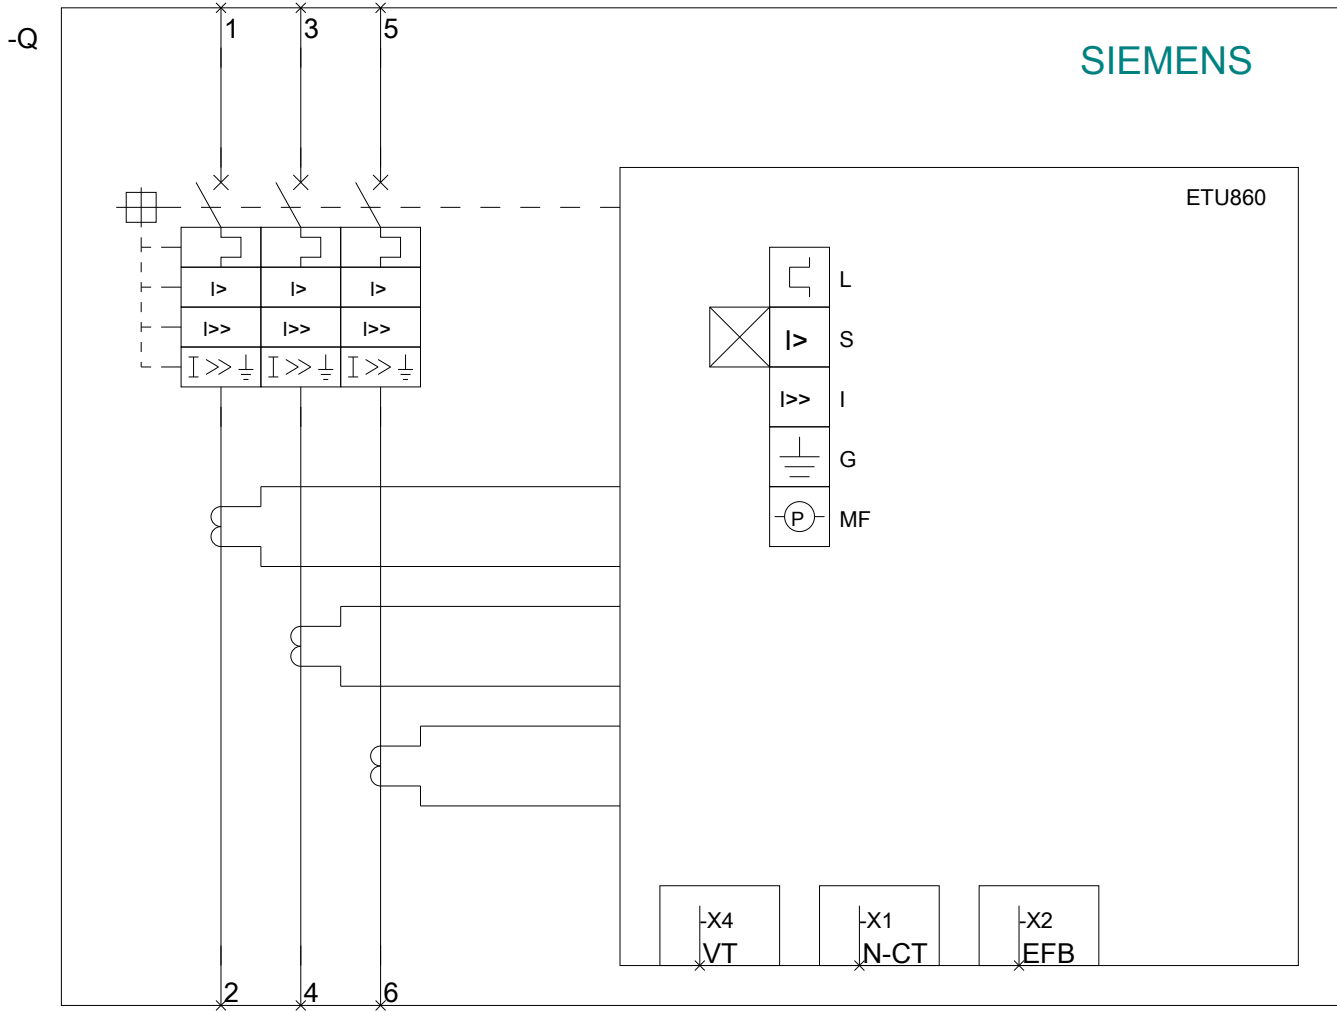 -Q
1 3 5
SIEMENS
ETU860
I> I> I>
I>> I>> I>>
I >> I >> I >>
L
I> S
I>> I
G
P MF
-X4 -X1 -X2
VT N-CT EFB
2 4 6